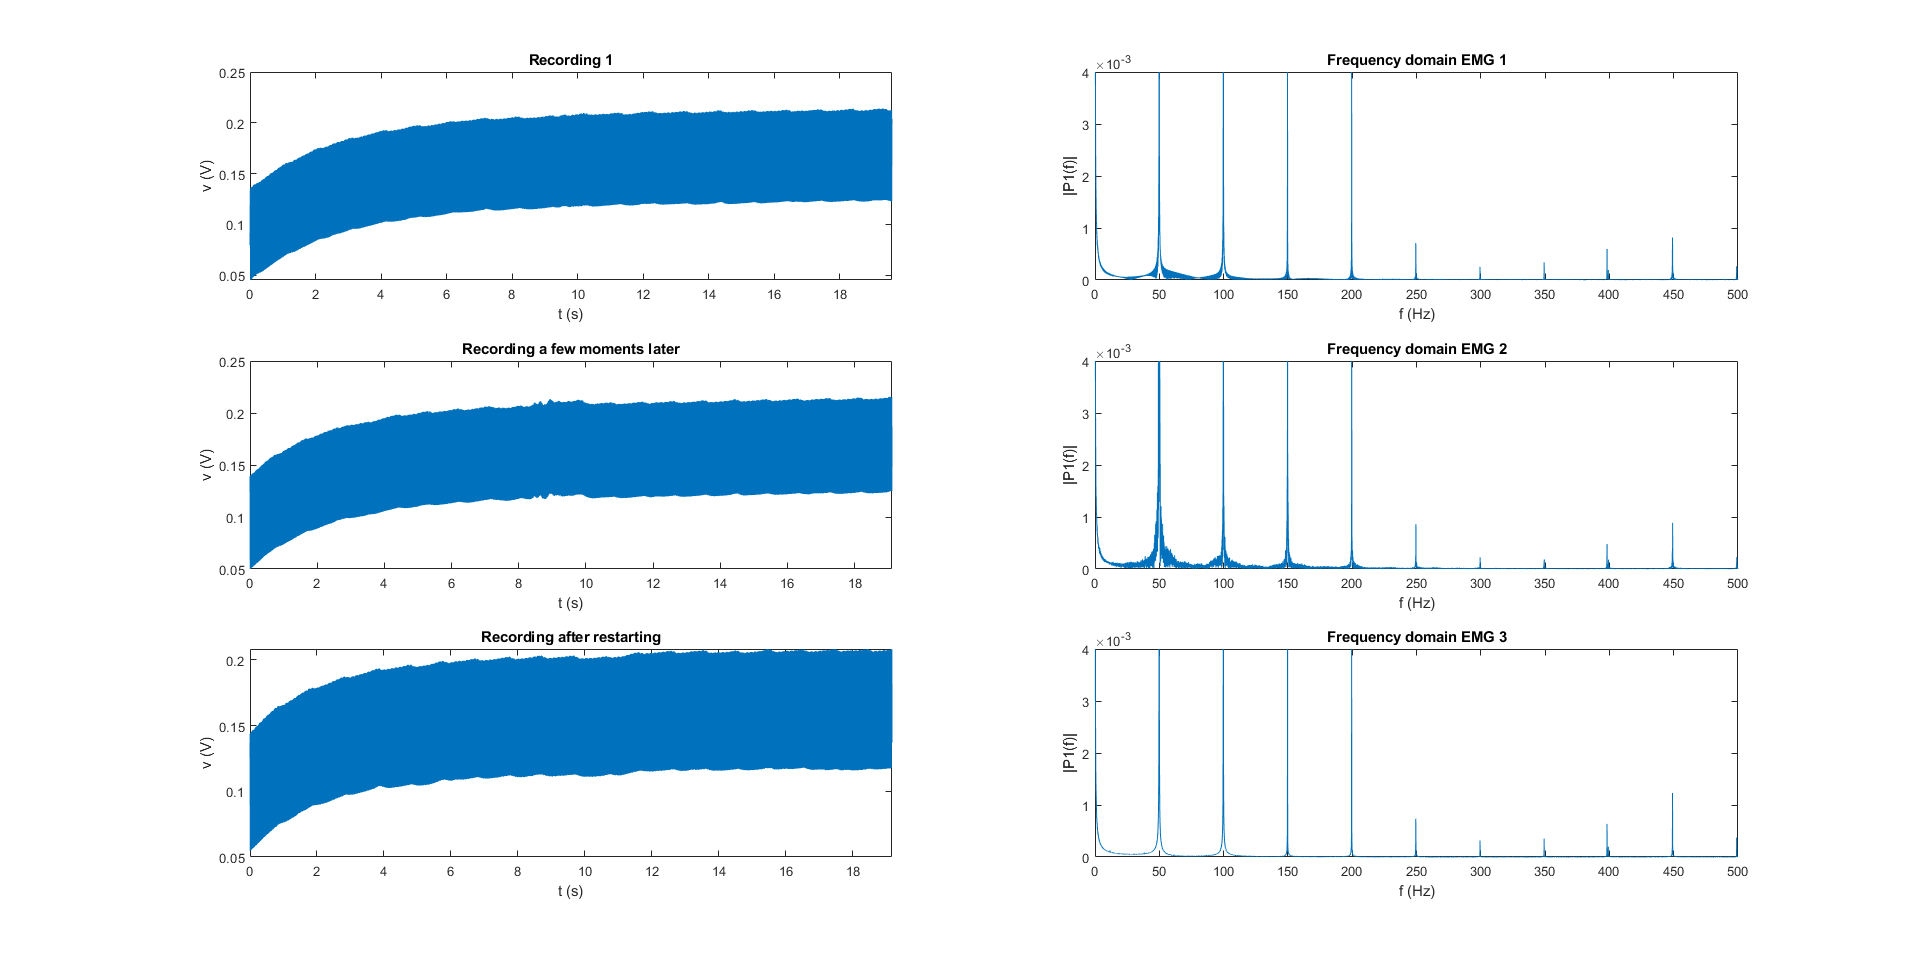 Recording 1
0.25
0.2
0.15
0.1
0.05
v (V)
0 2 4 6 8 10 12 14 16 18
t (s)
Frequency domain EMG 1
×10-3
4
3
2
1
0
|P1(f)|
0 50 100 150 200 250 300 350 400 450 500
f (Hz)
Recording a few moments later
0.25
0.2
0.15
0.1
0.05
v (V)
0 2 4 6 8 10 12 14 16 18
t (s)
Frequency domain EMG 2
×10-3
4
3
2
1
0
|P1(f)|
0 50 100 150 200 250 300 350 400 450 500
f (Hz)
Recording after restarting
0.2
0.15
0.1
0.05
v (V)
0 2 4 6 8 10 12 14 16 18
t (s)
Frequency domain EMG 3
×10-3
4
3
2
1
0
|P1(f)|
0 50 100 150 200 250 300 350 400 450 500
f (Hz)